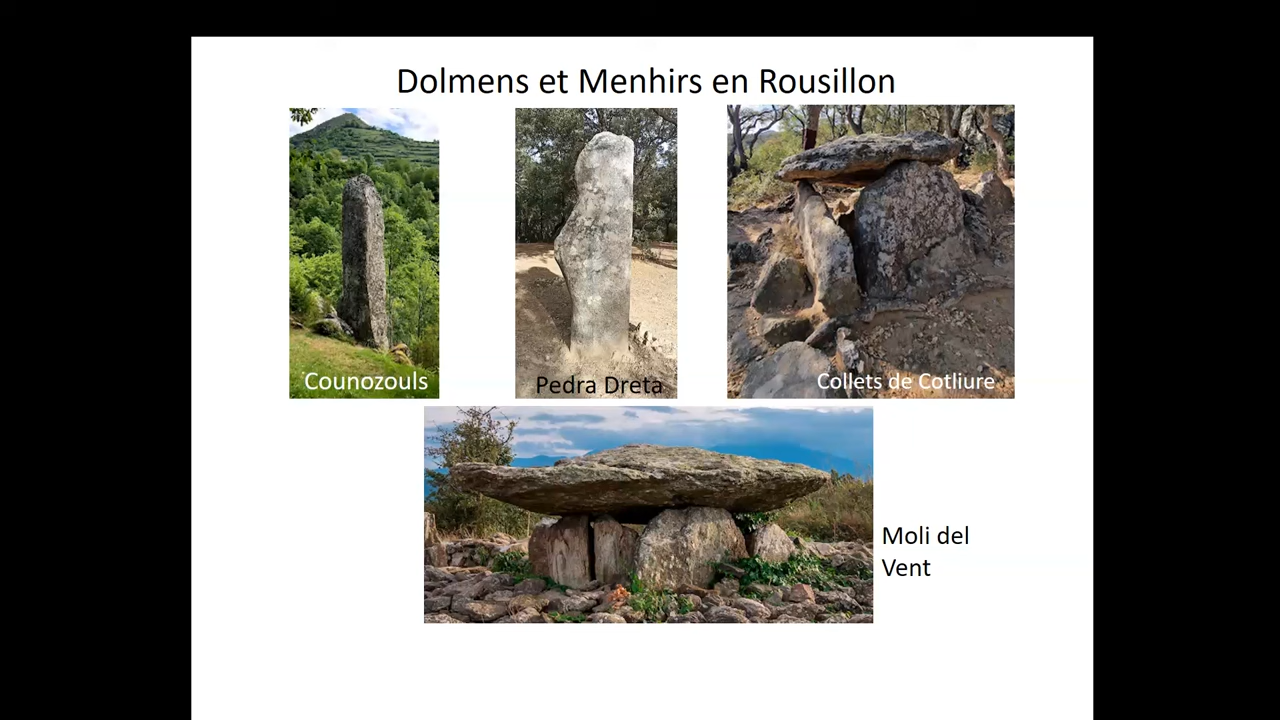 Dolmens et Menhirs en Rousillon
Counozouls
Pedra Dreta
Collets de Cotliure
Moli del
Vent